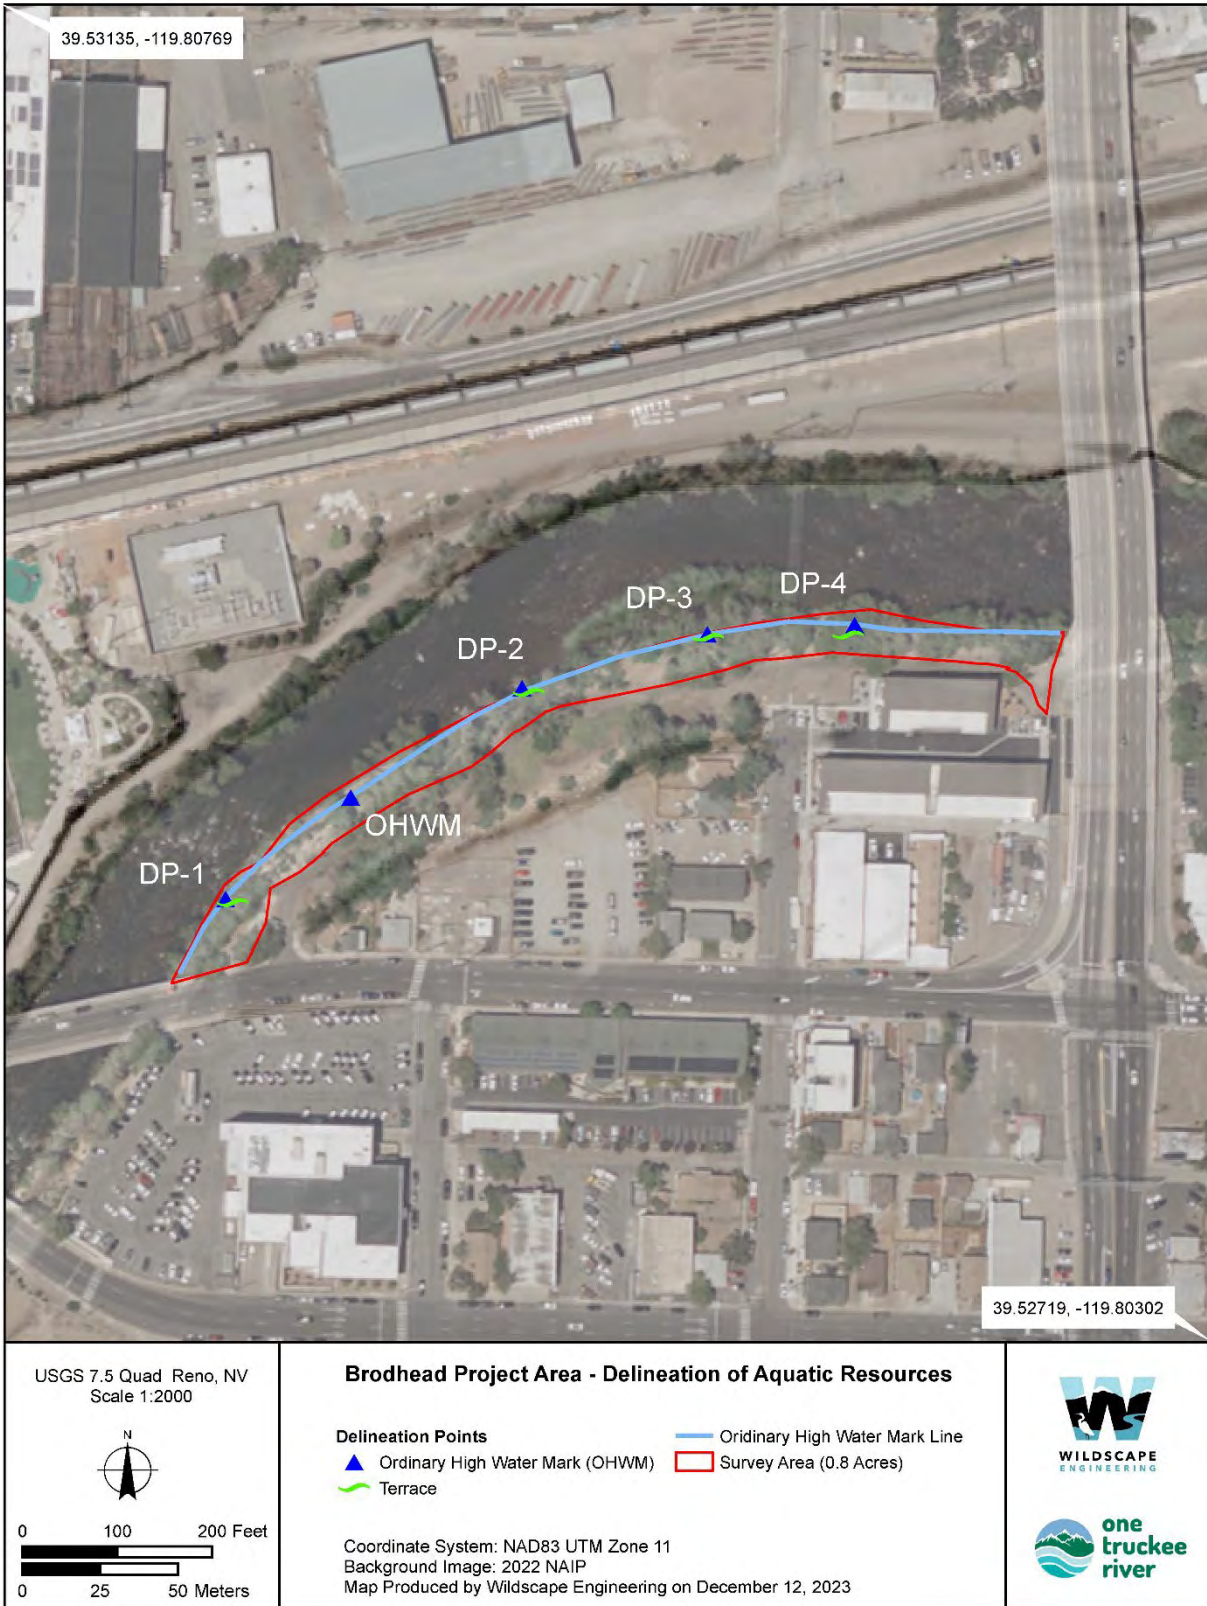 39.53135, -119.80769
DP-4
DP-3
DP-2
OHWM
DP-1
39.52719, -119.80302
USGS 7.5 Quad Reno, NV
Scale 1:2000
N
0 100 200 Feet
0 25 50 Meters
Brodhead Project Area - Delineation of Aquatic Resources
Delineation Points
Ordinary High Water Mark (OHWM)
Terrace
Oridinary High Water Mark Line
Survey Area (0.8 Acres)
Coordinate System: NAD83 UTM Zone 11
Background Image: 2022 NAIP
Map Produced by Wildscape Engineering on December 12, 2023
W
WILDSCAPE
ENGINEERING
one
truckee
river